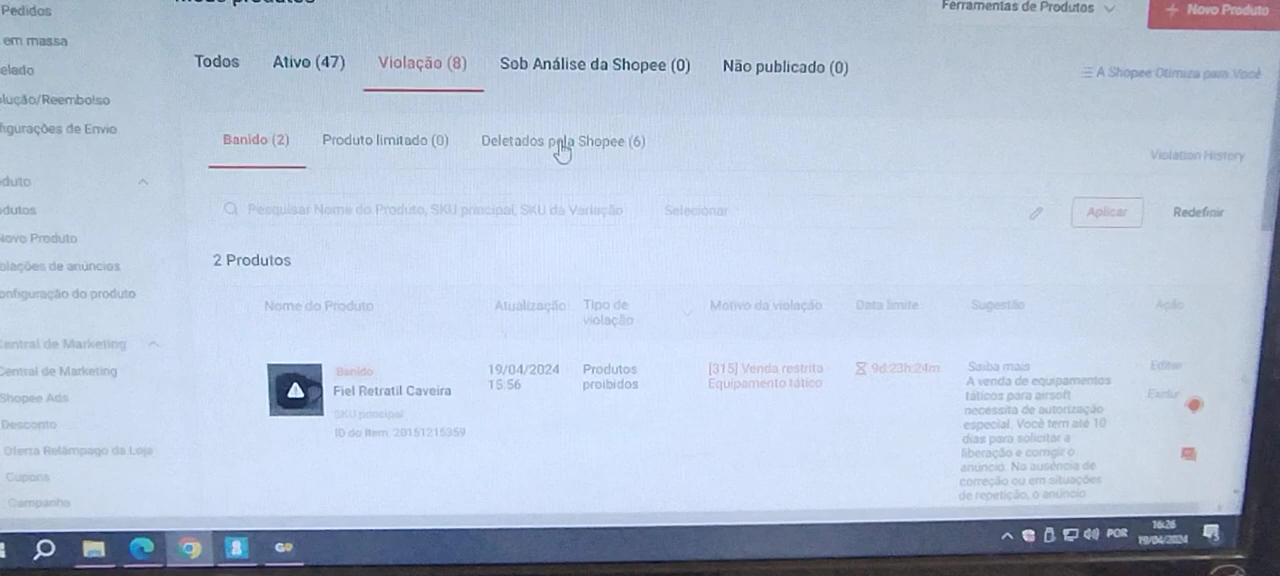 Pedidos
em massa
elado
olução/Reembolso
figurações de Envio
duto
dutos
Novo Produto
olações de anúncios
onfiguração do produto
Central de Marketing
Central de Marketing
Shopee Ads
Desconto
Oferta Relâmpago da Loja
Cupons
Campanha
Ferramentas de Produtos
+ Novo Produto
Todos Ativo (47) Violação (8) Sob Análise da Shopee (0) Não publicado (0)
A Shopee Otimiza para Você
Banido (2) Produto limitado (0) Deletados pela Shopee (6)
Violation History
Pesquisar Nome do Produto, SKU principal, SKU da Variação Selecionar Aplicar Redefinir
2 Produtos
Nome do Produto Atualização Tipo de violação Motivo da violação Data limite Sugestão Ação
Banido
Fiel Retratil Caveira
SKU principal
ID do Item: 20151215359
19/04/2024
15:56
Produtos
proibidos
[315] Venda restrita
Equipamento tático
9d:23h:24m
Saiba mais
A venda de equipamentos
táticos para airsoft
necessita de autorização
especial. Você tem até 10
dias para solicitar a
liberação e corrigir o
anúncio. Na ausência de
correção ou em situações
de repetição, o anúncio
Editar
Excluir
POR
16:26
19/04/2024